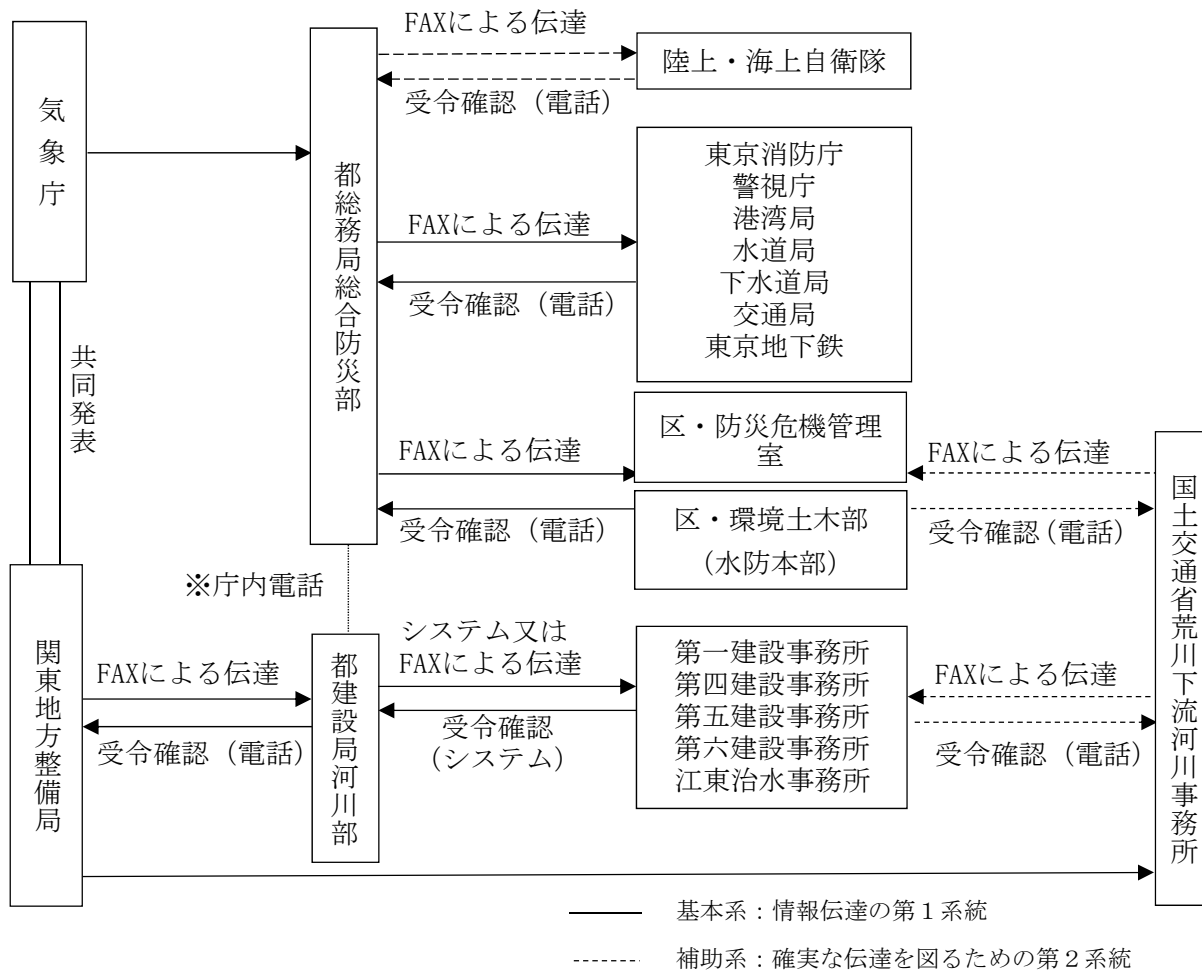 FAXによる伝達
陸上・海上自衛隊
受令確認（電話）
気象庁
都総務局総合防災部
東京消防庁
警視庁
港湾局
水道局
下水道局
交通局
東京地下鉄
FAXによる伝達
受令確認（電話）
共同発表
区・防災危機管理
室
FAXによる伝達
FAXによる伝達
受令確認（電話）
区・環境土木部
（水防本部）
受令確認（電話）
国土交通省荒川下流河川事務所
※庁内電話
関東地方整備局
FAXによる伝達
受令確認（電話）
都建設局河川部
システム又は
FAXによる伝達
受令確認
（システム）
第一建設事務所
第四建設事務所
第五建設事務所
第六建設事務所
江東治水事務所
FAXによる伝達
受令確認（電話）
基本系：情報伝達の第１系統
補助系：確実な伝達を図るための第２系統